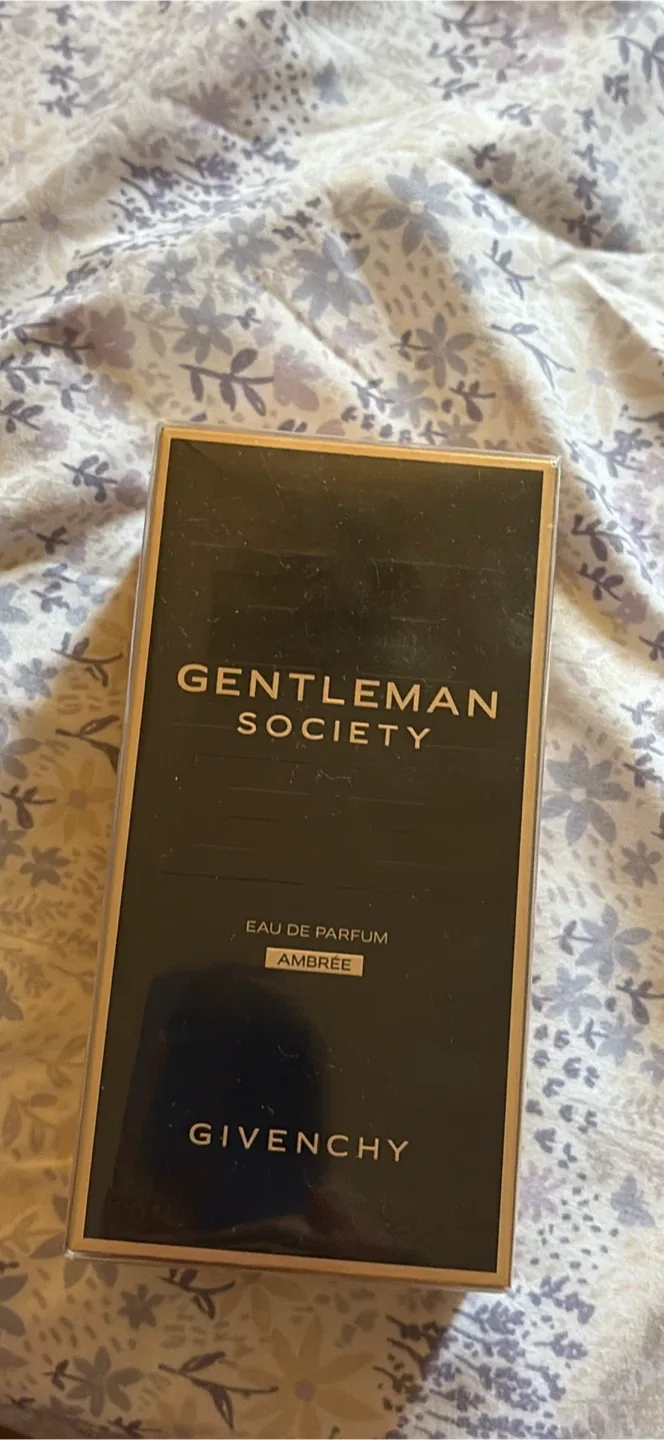 GENTLEMAN
SOCIETY
EAU DE PARFUM
AMBRÉE
GIVENCHY